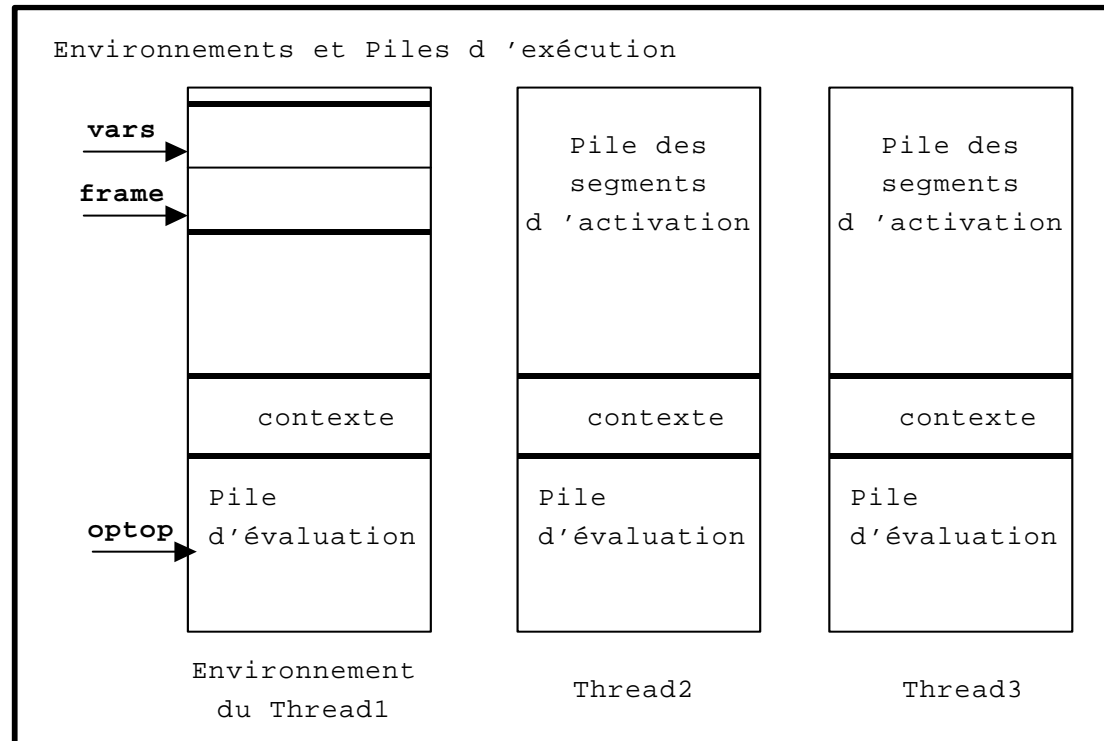 Environnements et Piles d ’exécution
vars
frame
optop
contexte
Pile
d’évaluation
Environnement
du Thread1
Pile des
segments
d ’activation
contexte
Pile
d’évaluation
Thread2
Pile des
segments
d ’activation
contexte
Pile
d’évaluation
Thread3